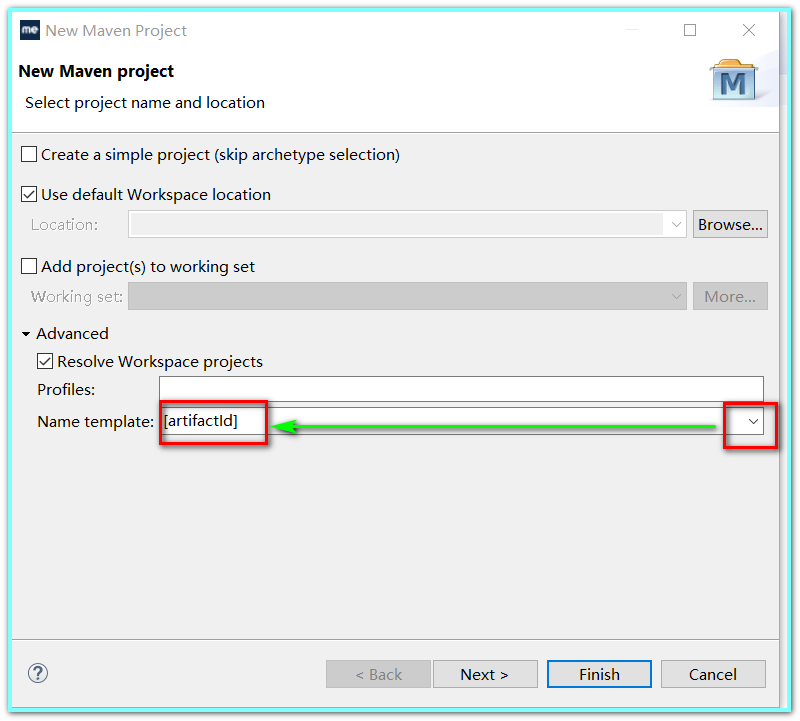 me New Maven Project
New Maven project
Select project name and location
M
Create a simple project (skip archetype selection)
Use default Workspace location
Location: Browse...
Add project(s) to working set
Working set: More...
Advanced
Resolve Workspace projects
Profiles:
Name template: [artifactId]
? < Back Next > Finish Cancel